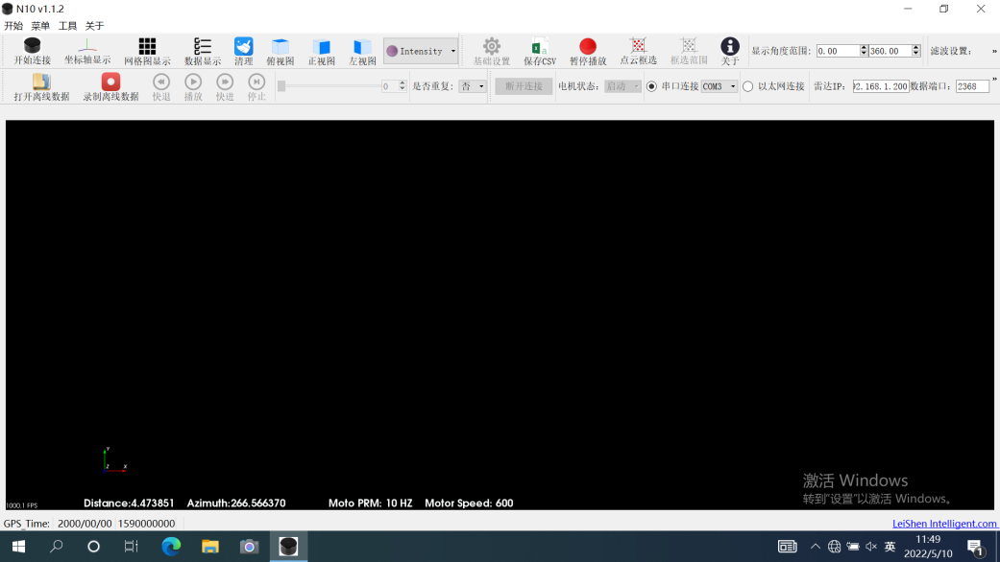 N10 v1.1.2
开始 菜单 工具 关于
开始连接 坐标轴显示 网格图显示 数据显示 清理 俯视图 正视图 左视图 Intensity 基础设置 保存CSV 暂停播放 点云框选 框选范围 关于 显示角度范围: 0.00 360.00 滤波设置: »
打开离线数据 录制离线数据 快退 播放 快进 停止 0 是否重复: 否 断开连接 电机状态: 启动 串口连接 COM3 以太网连接 雷达IP: 2.168.1.200 数据端口: 2368 »
Y
Z X
1000.1 FPS Distance:4.473851 Azimuth:266.566370 Moto PRM: 10 HZ Motor Speed: 600
激活 Windows
转到"设置"以激活 Windows。
GPS_Time: 2000/00/00 1590000000 LeiShen Intelligent.com
英 11:49
2022/5/10 1